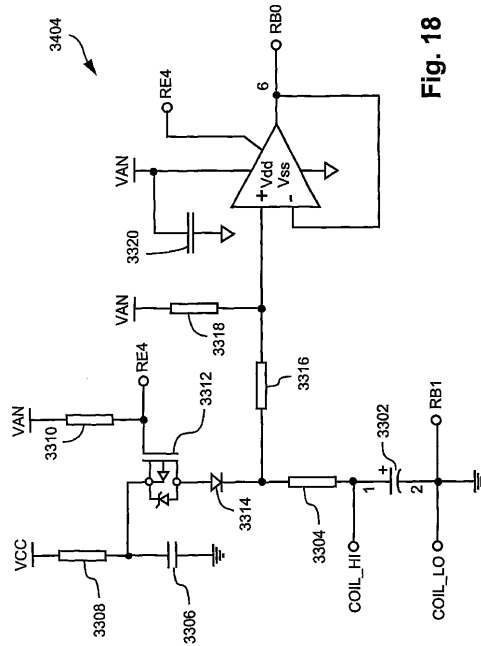 3404
VAN
VAN
VAN
VCC
RE4
RE4
3310
3312
3308
3306
3314
3318
3316
3320
+
Vdd
Vss
-
6
RB0
3304
COIL_HI
1
+
3302
2
COIL_LO
RB1
Fig. 18